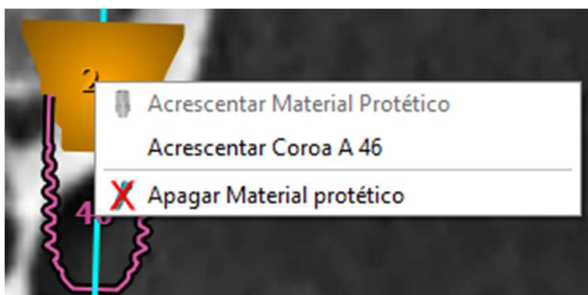 2
Acrescentar Material Protético
Acrescentar Coroa A 46
Apagar Material protético
46